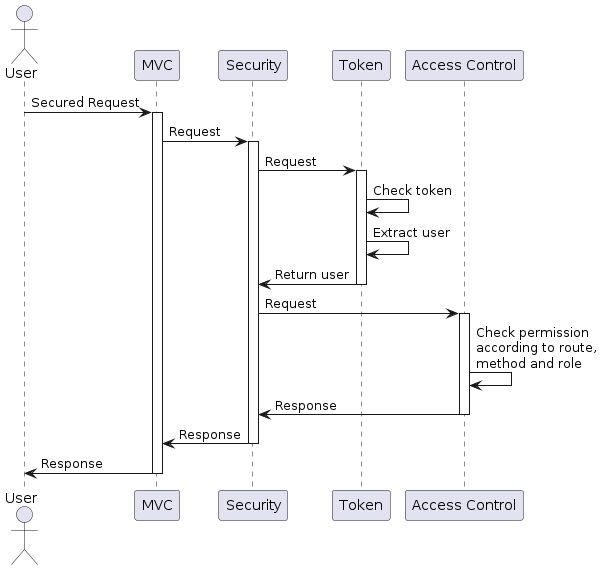 User
MVC
Security
Token
Access Control
Secured Request
Request
Request
Check token
Extract user
Return user
Request
Check permission
according to route,
method and role
Response
Response
Response
User
MVC
Security
Token
Access Control